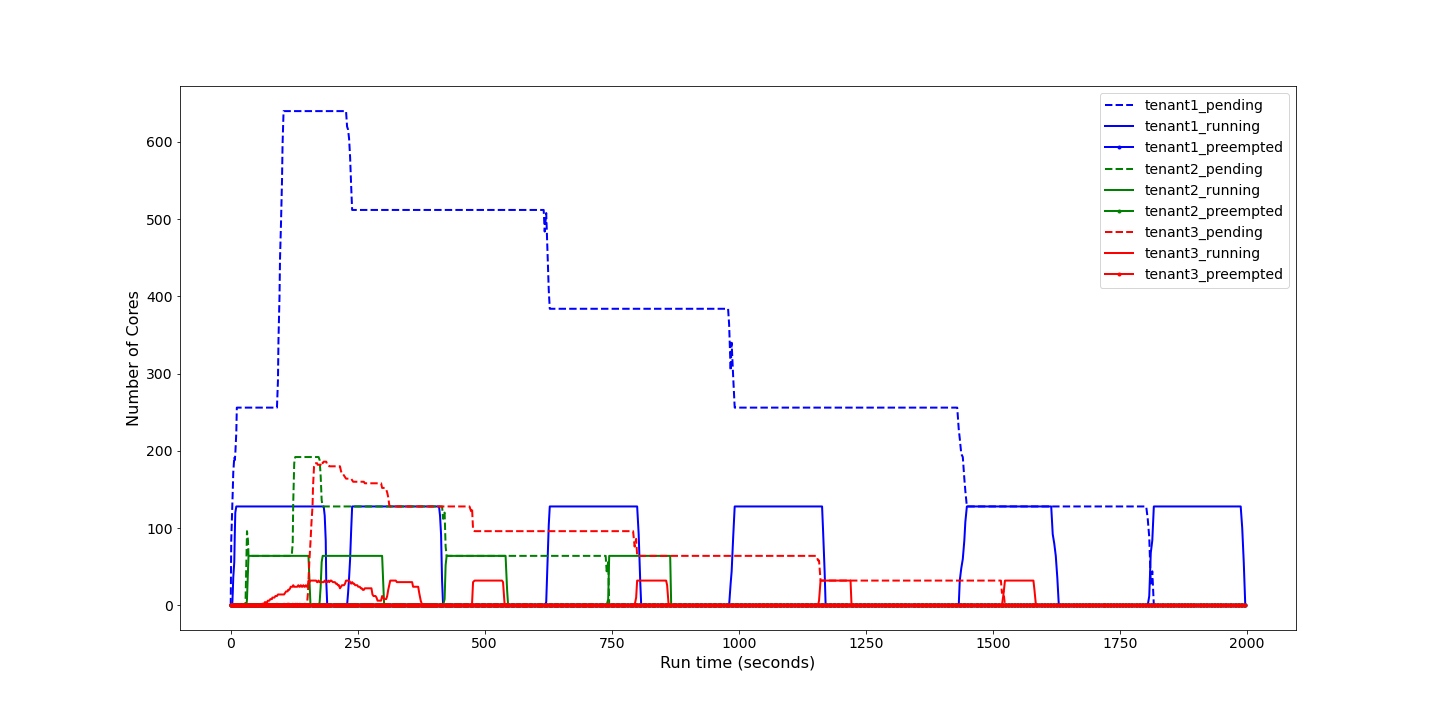 tenant1_pending
tenant1_running
tenant1_preempted
tenant2_pending
tenant2_running
tenant2_preempted
tenant3_pending
tenant3_running
tenant3_preempted
Number of Cores
600
500
400
300
200
100
0
0 250 500 750 1000 1250 1500 1750 2000
Run time (seconds)